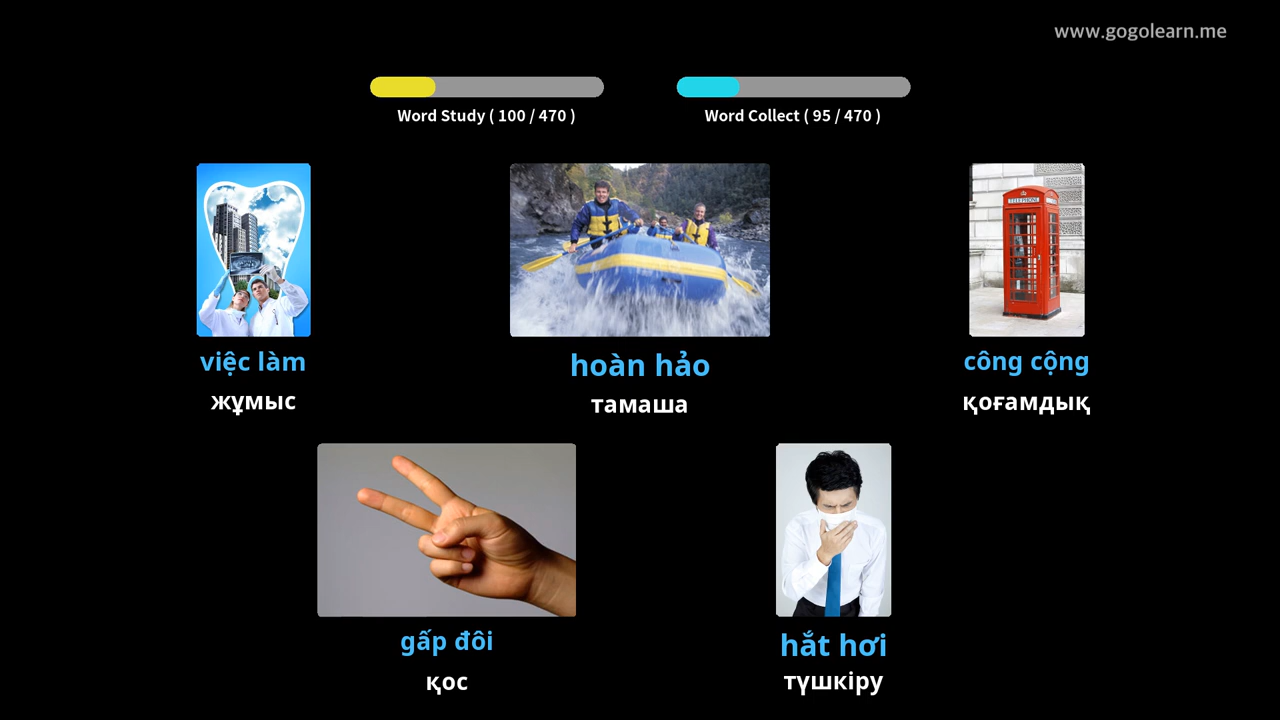 www.gogolearn.me
Word Study ( 100 / 470 )
Word Collect ( 95 / 470 )
TELEPHONE
việc làm
hoàn hảo
công cộng
жұмыс
тамаша
қоғамдық
gấp đôi
hắt hơi
қос
түшкіру